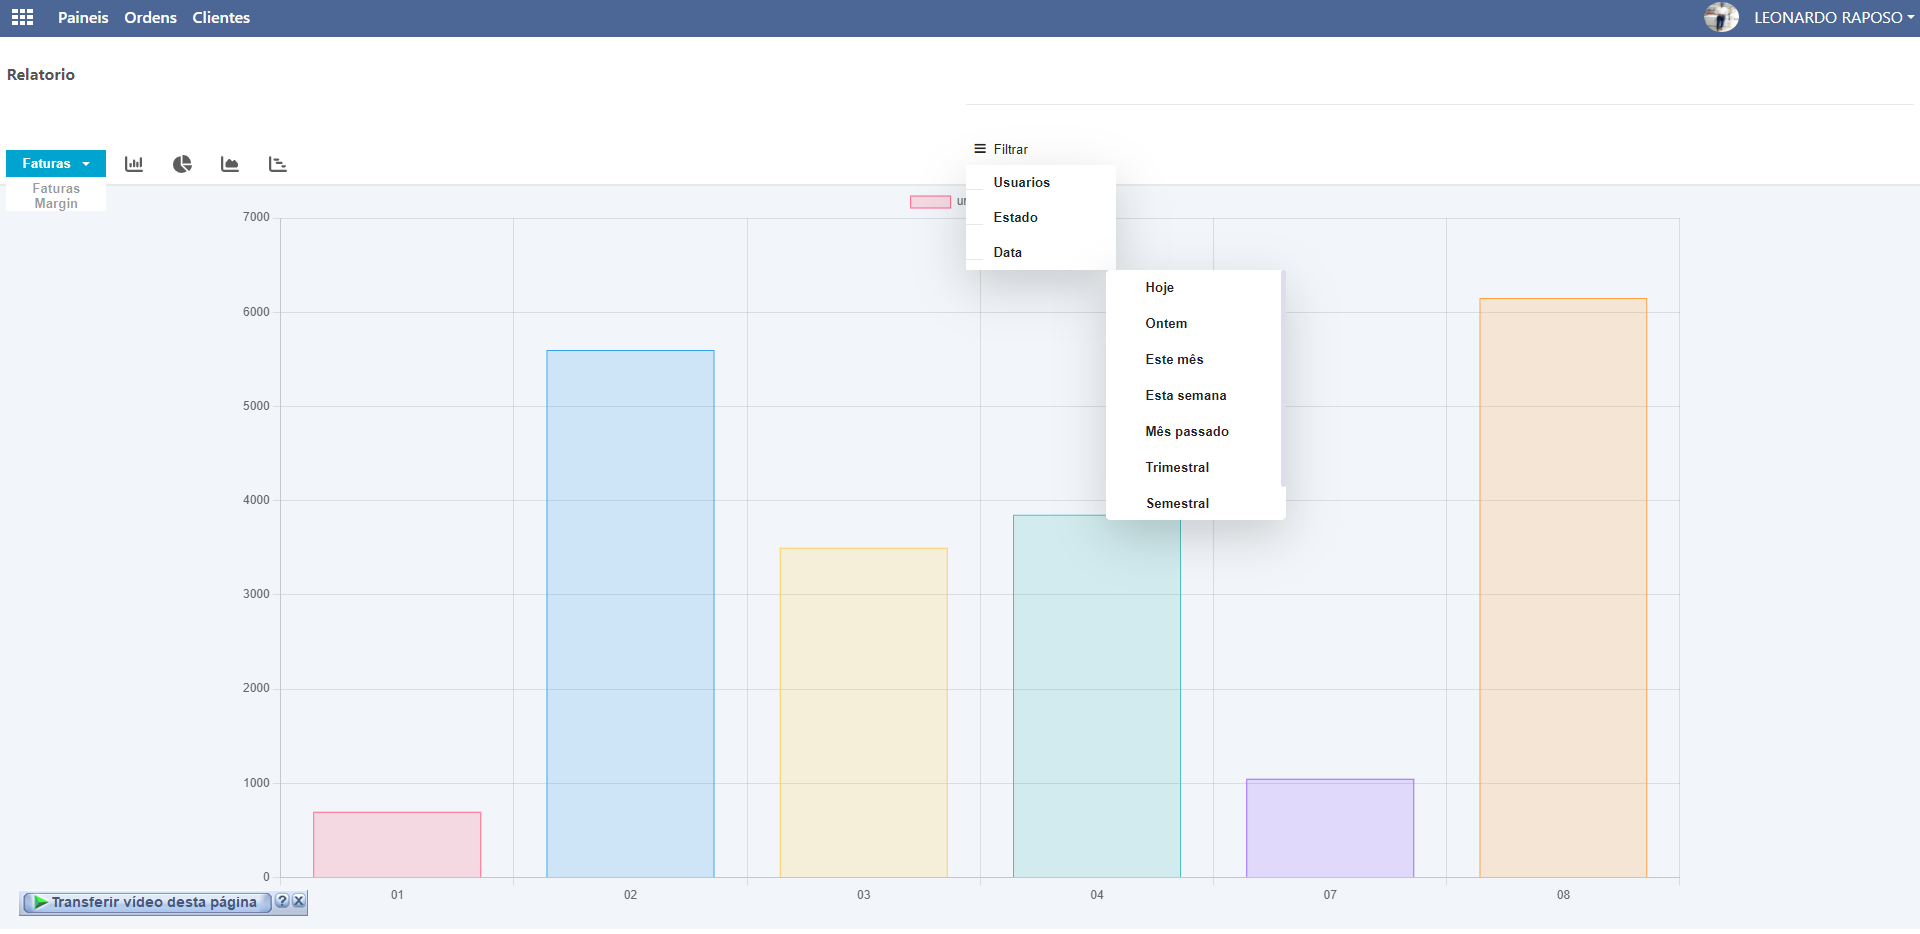 Paineis Ordens Clientes LEONARDO RAPOSO
Relatorio
Filtrar
Faturas
Faturas
Margin
Usuarios
Estado
Data
Hoje
Ontem
Este mês
Esta semana
Mês passado
Trimestral
Semestral
7000
6000
5000
4000
3000
2000
1000
0
01 02 03 04 07 08
Transferir vídeo desta página ? X